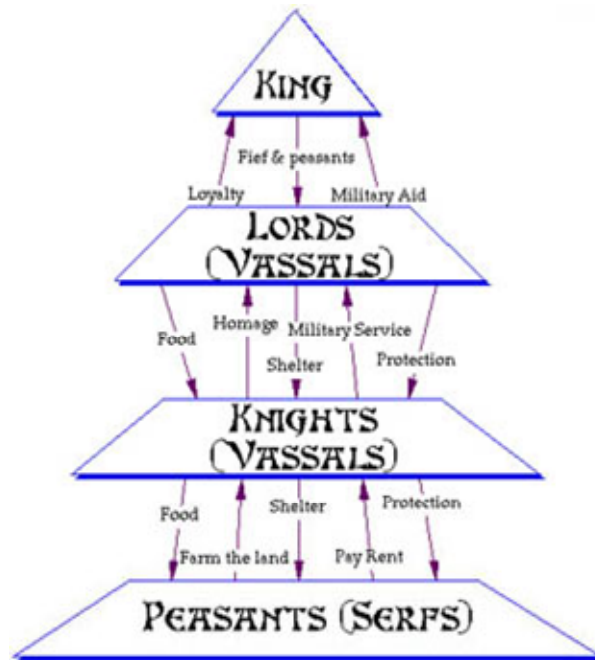 KING
Fief & peasants
Loyalty
Military Aid
LORDS
(VASSALS)
Homage
Military Service
Food
Shelter
Protection
KNIGHTS
(VASSALS)
Food
Shelter
Protection
Farm the land
Pay Rent
PEASANTS (SERFS)